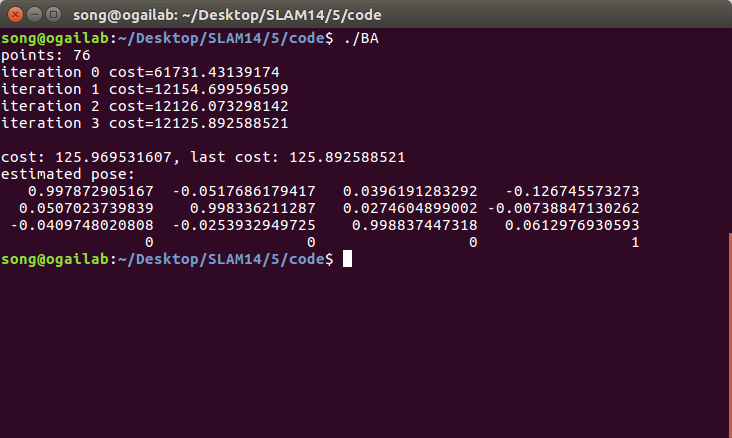 song@ogailab: ~/Desktop/SLAM14/5/code
song@ogailab:~/Desktop/SLAM14/5/code$ ./BA
points: 76
iteration 0 cost=61731.43139174
iteration 1 cost=12154.699596599
iteration 2 cost=12126.073298142
iteration 3 cost=12125.892588521
cost: 125.969531607, last cost: 125.892588521
estimated pose:
0.997872905167 -0.0517686179417 0.0396191283292 -0.126745573273
0.0507023739839 0.998336211287 0.0274604899002 -0.00738847130262
-0.0409748020808 -0.0253932949725 0.998837447318 0.0612976930593
0 0 0 1
song@ogailab:~/Desktop/SLAM14/5/code$